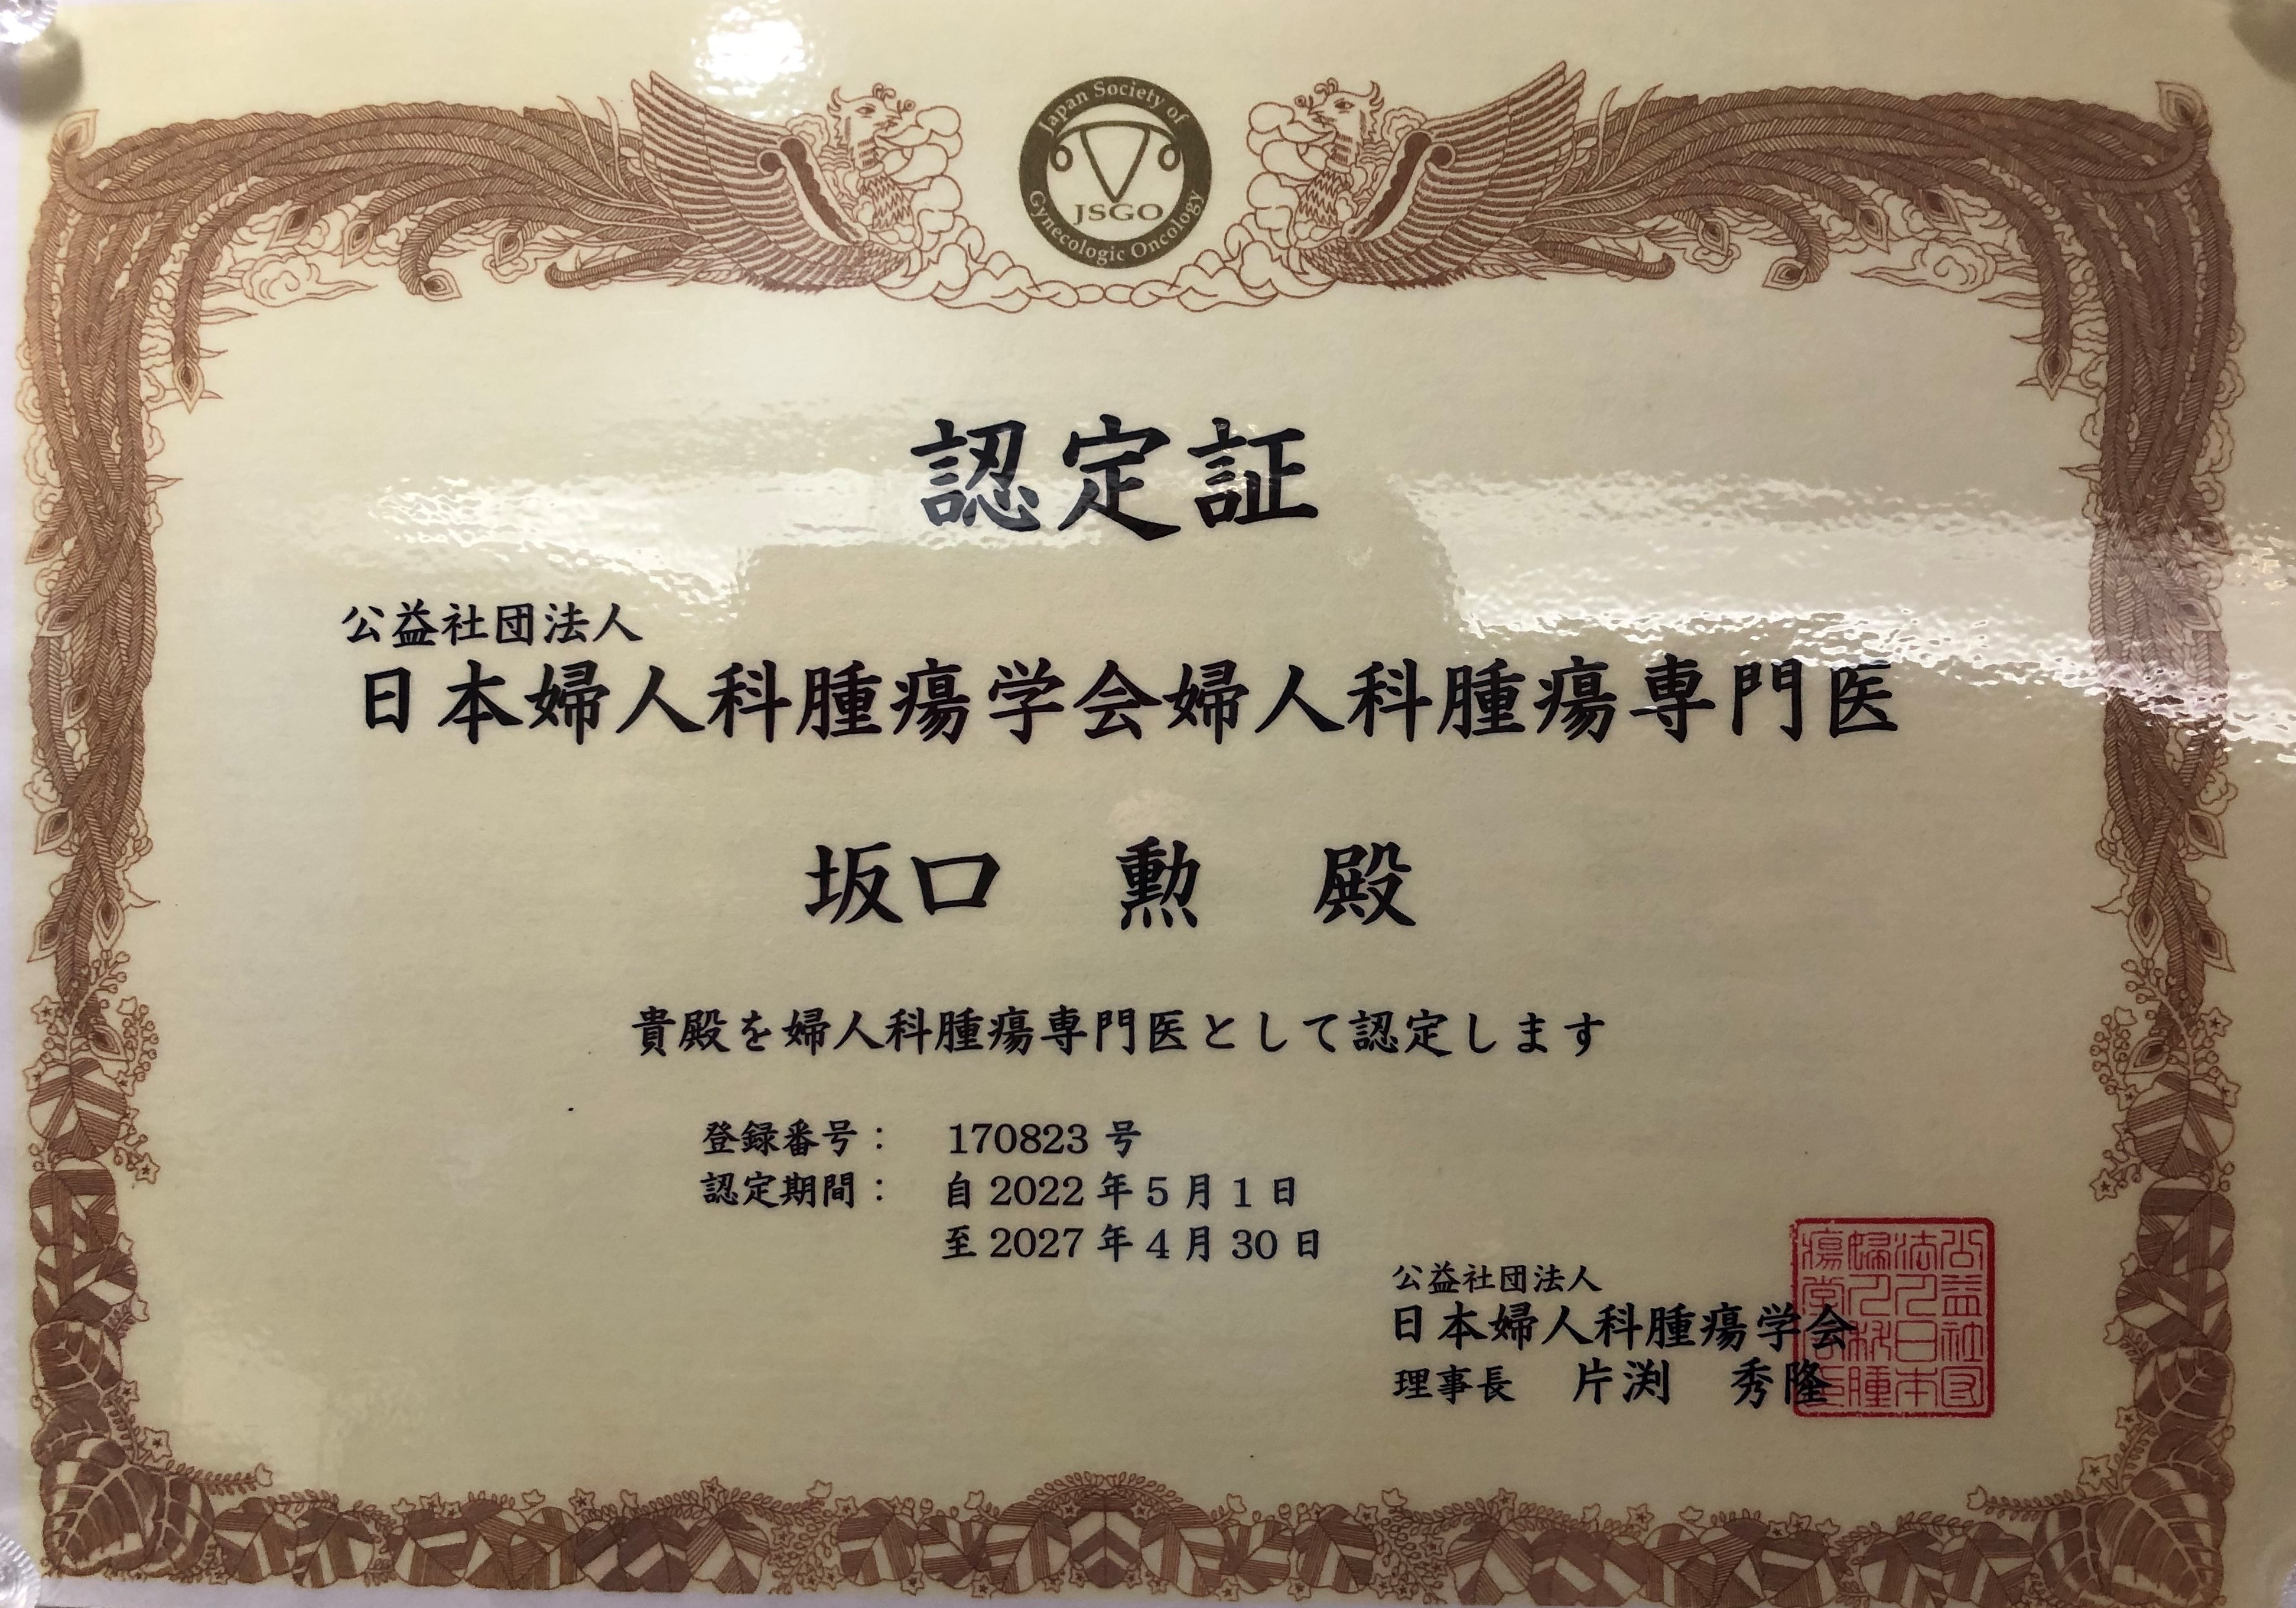 Japan Society of
Gynecologic Oncology
JSGO
認定証
公益社団法人
日本婦人科腫瘍学会婦人科腫瘍専門医
坂口　勲　殿
貴殿を婦人科腫瘍専門医として認定します
登録番号：　170823 号
認定期間：　自 2022 年 5 月 1 日
至 2027 年 4 月 30 日
公益社団法人
日本婦人科腫瘍学会
理事長　片渕　秀隆